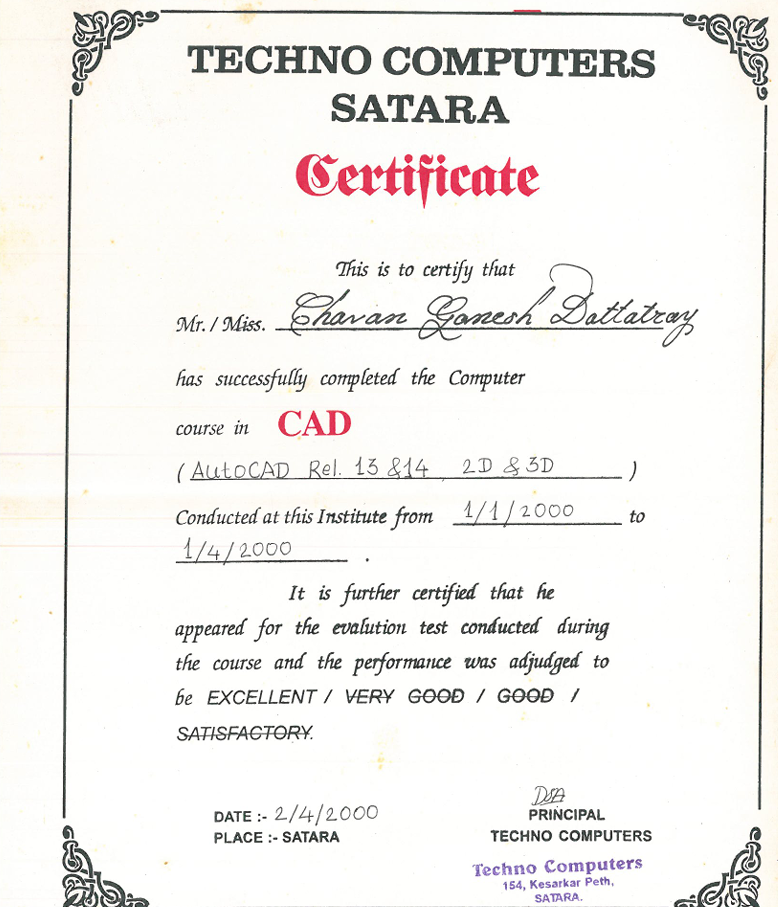 TECHNO COMPUTERS
SATARA
Certificate
This is to certify that
Mr. / Miss. Chavan Ganesh Dattatray
has successfully completed the Computer
course in CAD
( AutoCAD Rel. 13 & 14 2D & 3D )
Conducted at this Institute from 1/1/2000 to
1/4/2000 .
It is further certified that he
appeared for the evalution test conducted during
the course and the performance was adjudged to
be EXCELLENT / VERY GOOD / GOOD /
SATISFACTORY.
DATE :- 2/4/2000
PLACE :- SATARA
PRINCIPAL
TECHNO COMPUTERS
Techno Computers
154, Kesarkar Peth,
SATARA.